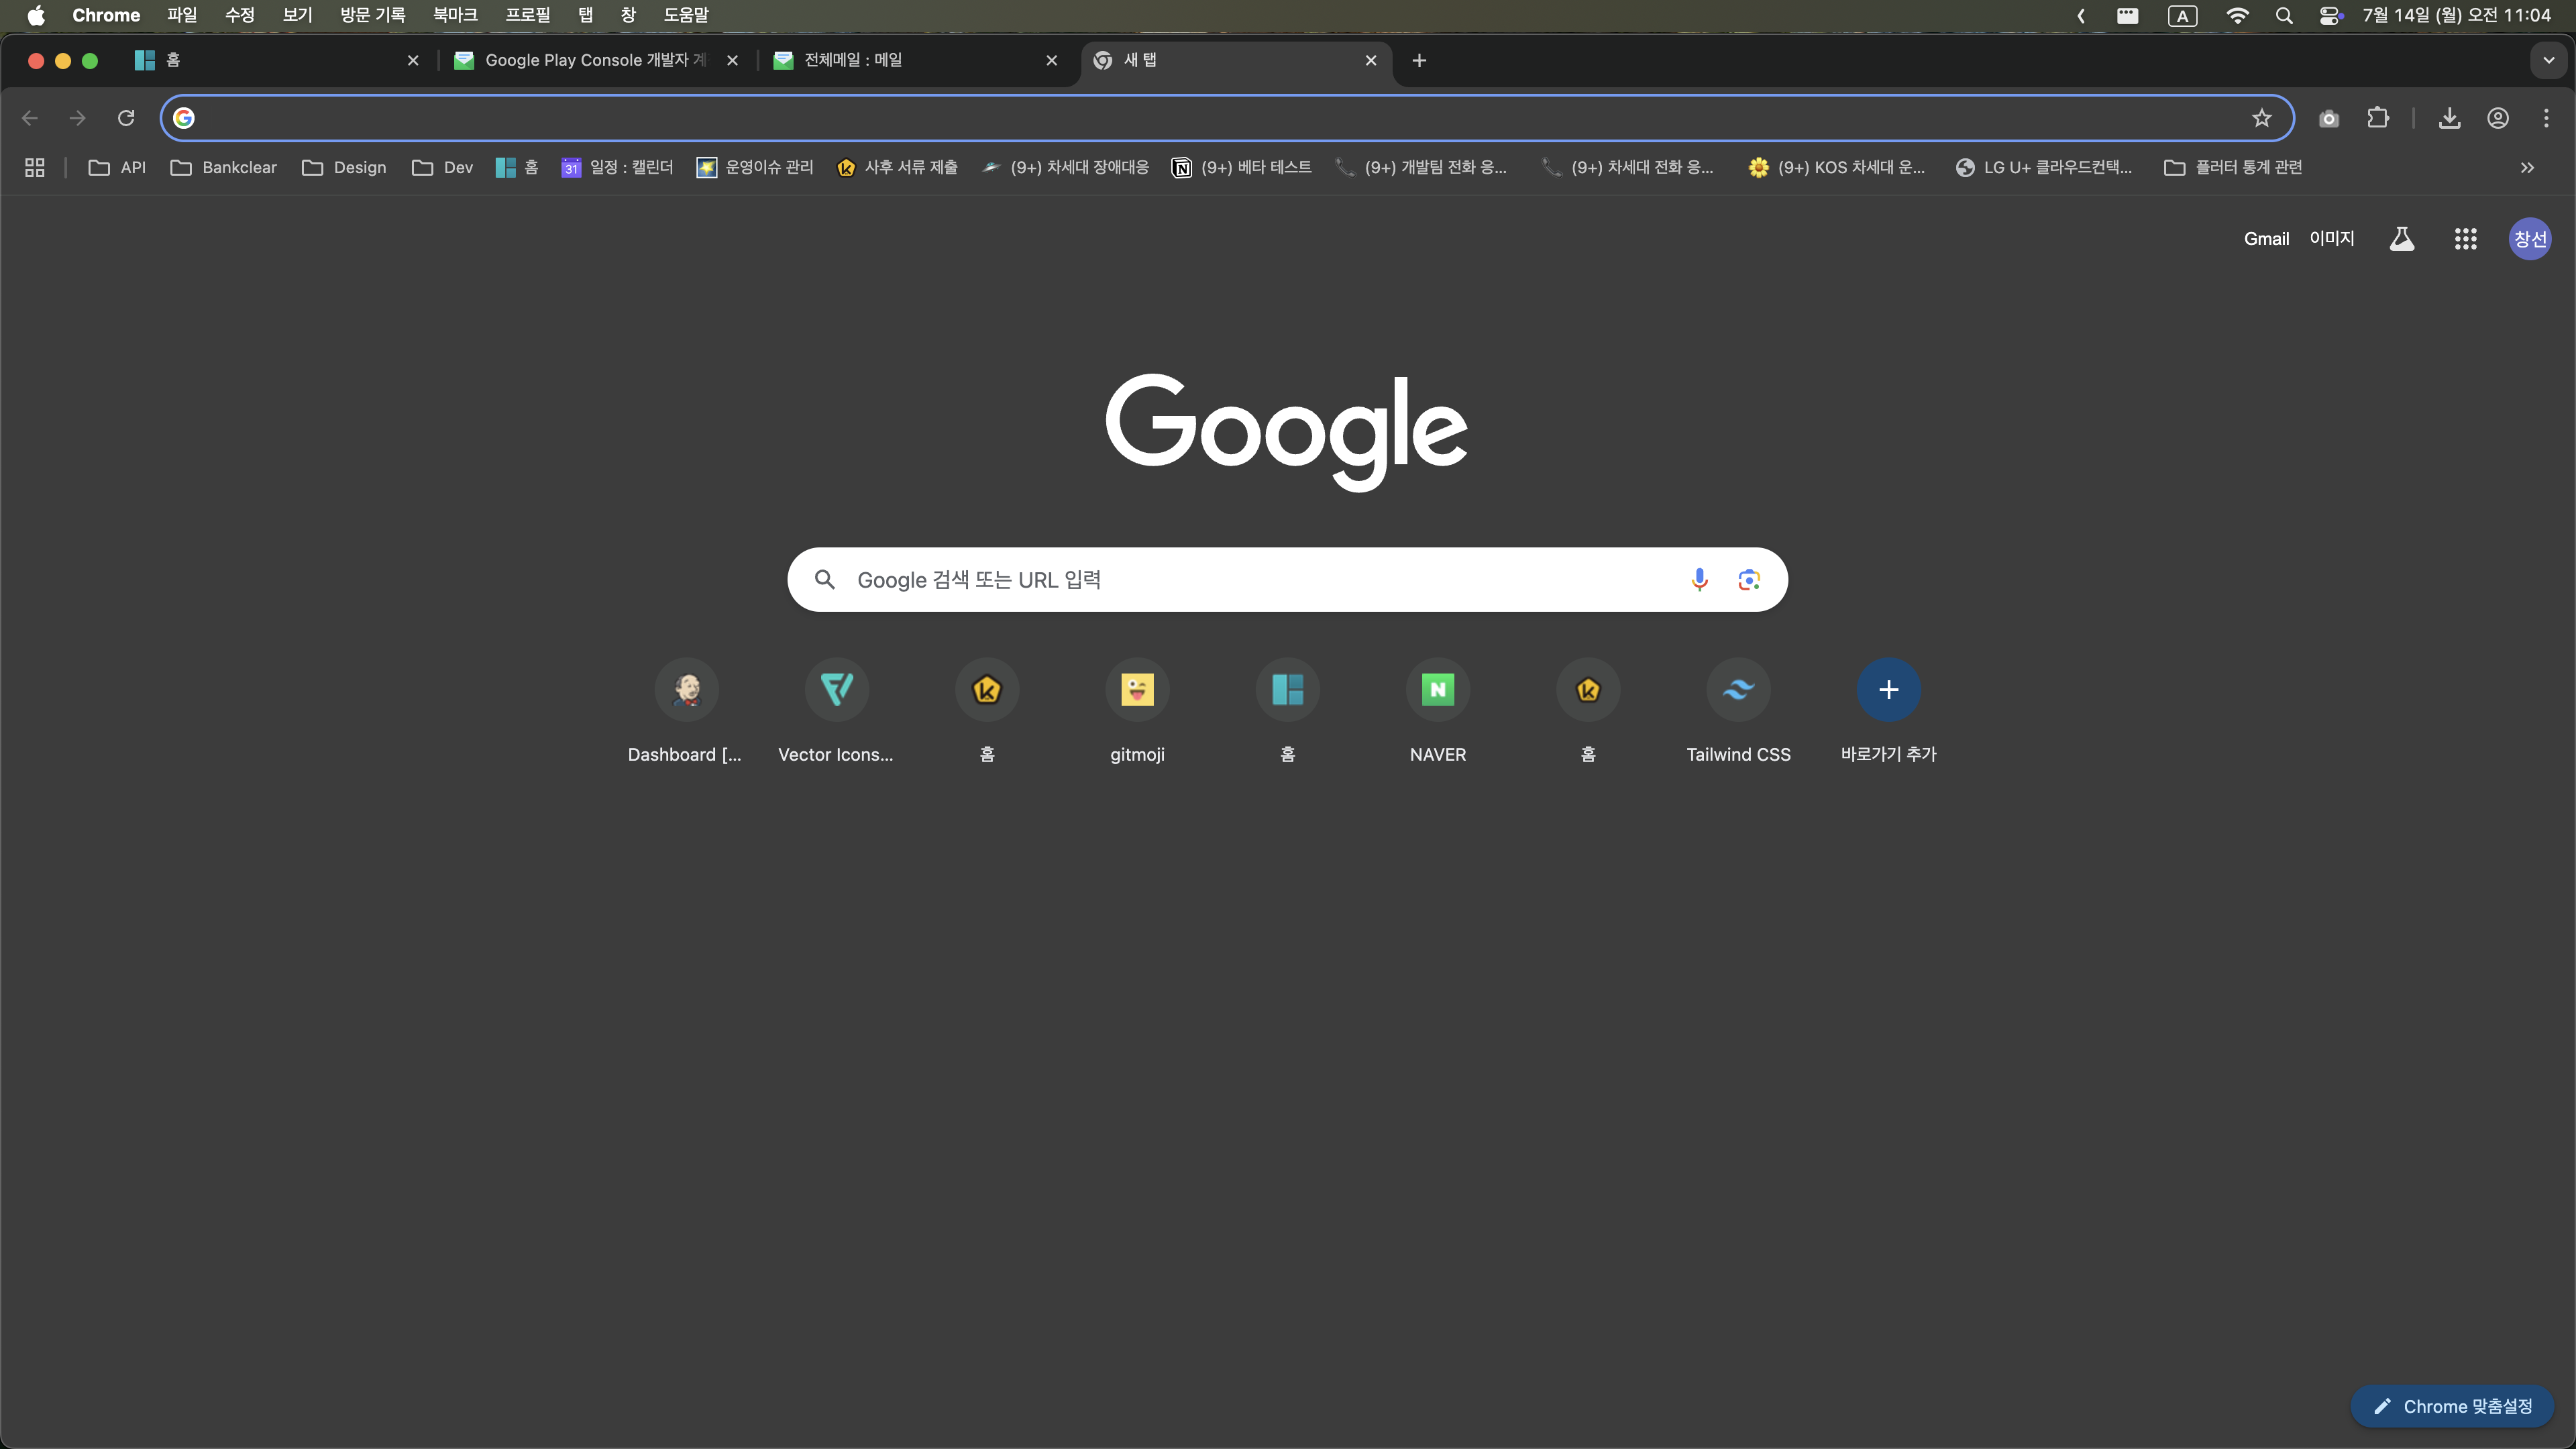 Chrome 파일 수정 보기 방문 기록 북마크 프로필 탭 창 도움말 A 7월 14일 (월) 오전 11:04
홈 Google Play Console 개발자 계 전체메일 : 메일 새 탭
API Bankclear Design Dev 홈 31 일정 : 캘린더 운영이슈 관리 사후 서류 제출 (9+) 차세대 장애대응 (9+) 베타 테스트 (9+) 개발팀 전화 응... (9+) 차세대 전화 응... (9+) KOS 차세대 운... LG U+ 클라우드컨택... 플러터 통계 관련
Gmail 이미지 창선
Google
Google 검색 또는 URL 입력
Dashboard [... Vector Icons... 홈 gitmoji 홈 NAVER 홈 Tailwind CSS 바로가기 추가
Chrome 맞춤설정